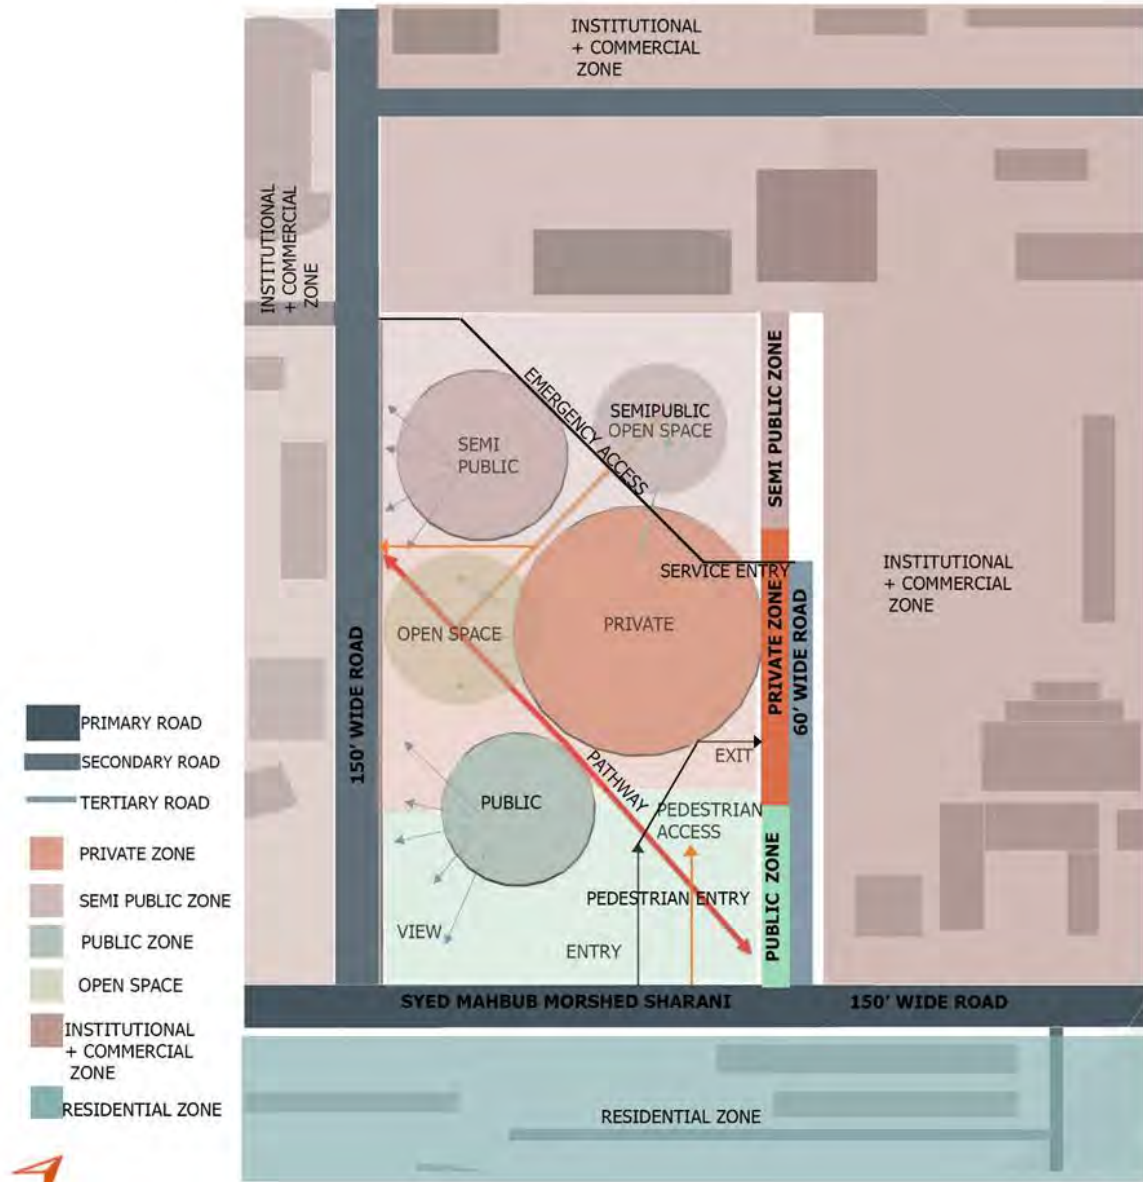 INSTITUTIONAL
+ COMMERCIAL
ZONE
INSTITUTIONAL
+ COMMERCIAL
ZONE
SEMI PUBLIC ZONE
EMERGENCY ACCESS
SEMIPUBLIC
OPEN SPACE
SEMI
PUBLIC
SERVICE ENTRY
INSTITUTIONAL
+ COMMERCIAL
ZONE
OPEN SPACE
PRIVATE
PRIVATE ZONE
60' WIDE ROAD
150' WIDE ROAD
PRIMARY ROAD
SECONDARY ROAD
TERTIARY ROAD
PRIVATE ZONE
SEMI PUBLIC ZONE
PUBLIC ZONE
OPEN SPACE
INSTITUTIONAL
+ COMMERCIAL
ZONE
RESIDENTIAL ZONE
EXIT
PATHWAY
PUBLIC
PEDESTRIAN
ACCESS
PUBLIC ZONE
PEDESTRIAN ENTRY
VIEW
ENTRY
SYED MAHBUB MORSHED SHARANI
150' WIDE ROAD
RESIDENTIAL ZONE